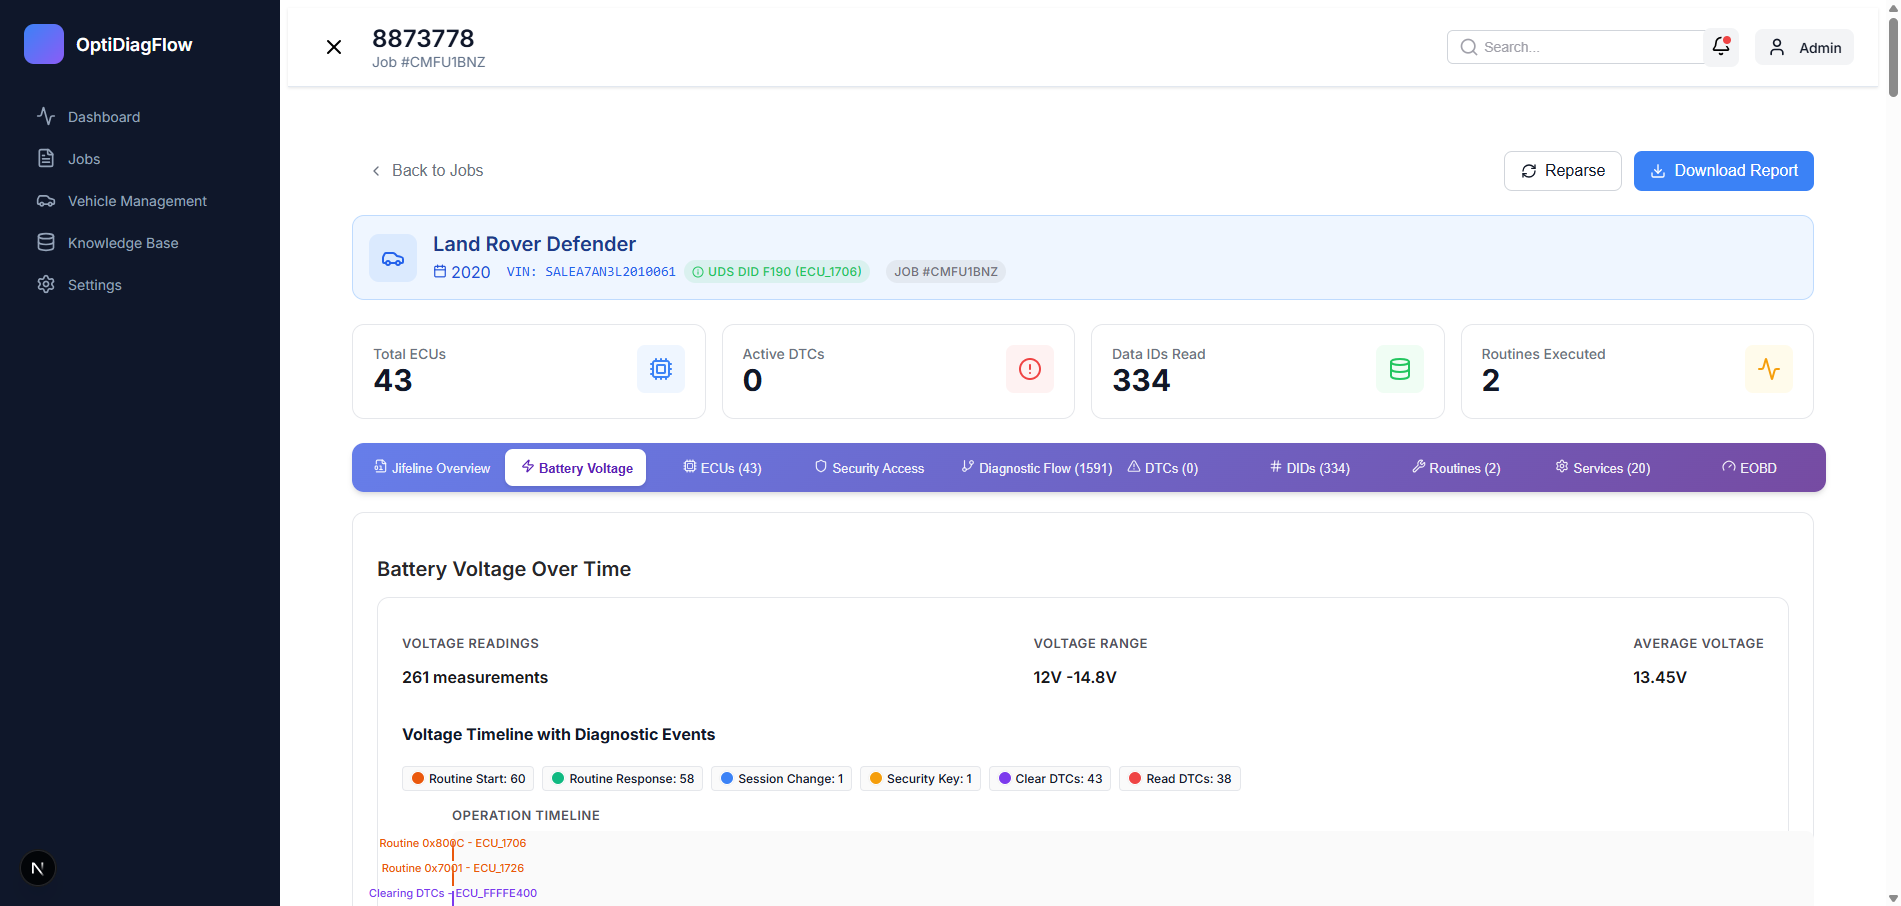 OptiDiagFlow
Dashboard
Jobs
Vehicle Management
Knowledge Base
Settings
N
8873778
Job #CMFU1BNZ
Search...
Admin
Back to Jobs
Reparse
Download Report
Land Rover Defender
2020 VIN: SALEA7AN3L2010061 UDS DID F190 (ECU_1706) JOB #CMFU1BNZ
Total ECUs
43
Active DTCs
0
Data IDs Read
334
Routines Executed
2
Jifeline Overview
Battery Voltage
ECUs (43)
Security Access
Diagnostic Flow (1591)
DTCs (0)
DIDs (334)
Routines (2)
Services (20)
EOBD
Battery Voltage Over Time
VOLTAGE READINGS
261 measurements
VOLTAGE RANGE
12V -14.8V
AVERAGE VOLTAGE
13.45V
Voltage Timeline with Diagnostic Events
Routine Start: 60
Routine Response: 58
Session Change: 1
Security Key: 1
Clear DTCs: 43
Read DTCs: 38
OPERATION TIMELINE
Routine 0x800C - ECU_1706
Routine 0x7001 - ECU_1726
Clearing DTCs - ECU_FFFFE400